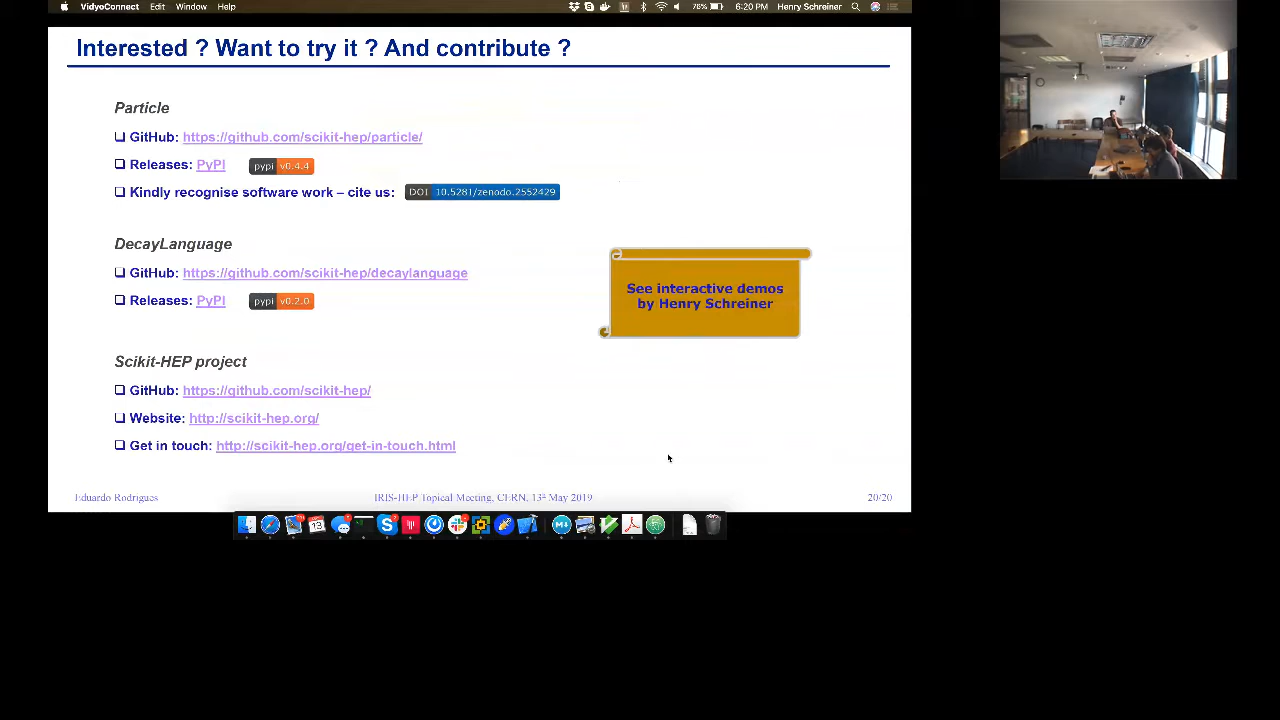 VidyoConnect Edit Window Help 76% 6:20 PM Henry Schreiner
Interested ? Want to try it ? And contribute ?
Particle
GitHub: https://github.com/scikit-hep/particle/
Releases: PyPI pypi v0.4.4
Kindly recognise software work – cite us: DOI 10.5281/zenodo.2552429
DecayLanguage
GitHub: https://github.com/scikit-hep/decaylanguage
Releases: PyPI pypi v0.2.0
See interactive demos
by Henry Schreiner
Scikit-HEP project
GitHub: https://github.com/scikit-hep/
Website: http://scikit-hep.org/
Get in touch: http://scikit-hep.org/get-in-touch.html
Eduardo Rodrigues IRIS-HEP Topical Meeting, CERN, 13th May 2019 20/20
13